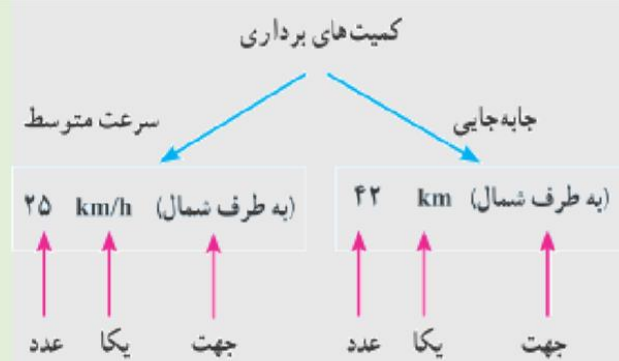 کمیت‌های برداری
جابه‌جایی
سرعت متوسط
۴۲ km (به طرف شمال)
۲۵ km/h (به طرف شمال)
جهت یکا عدد
جهت یکا عدد